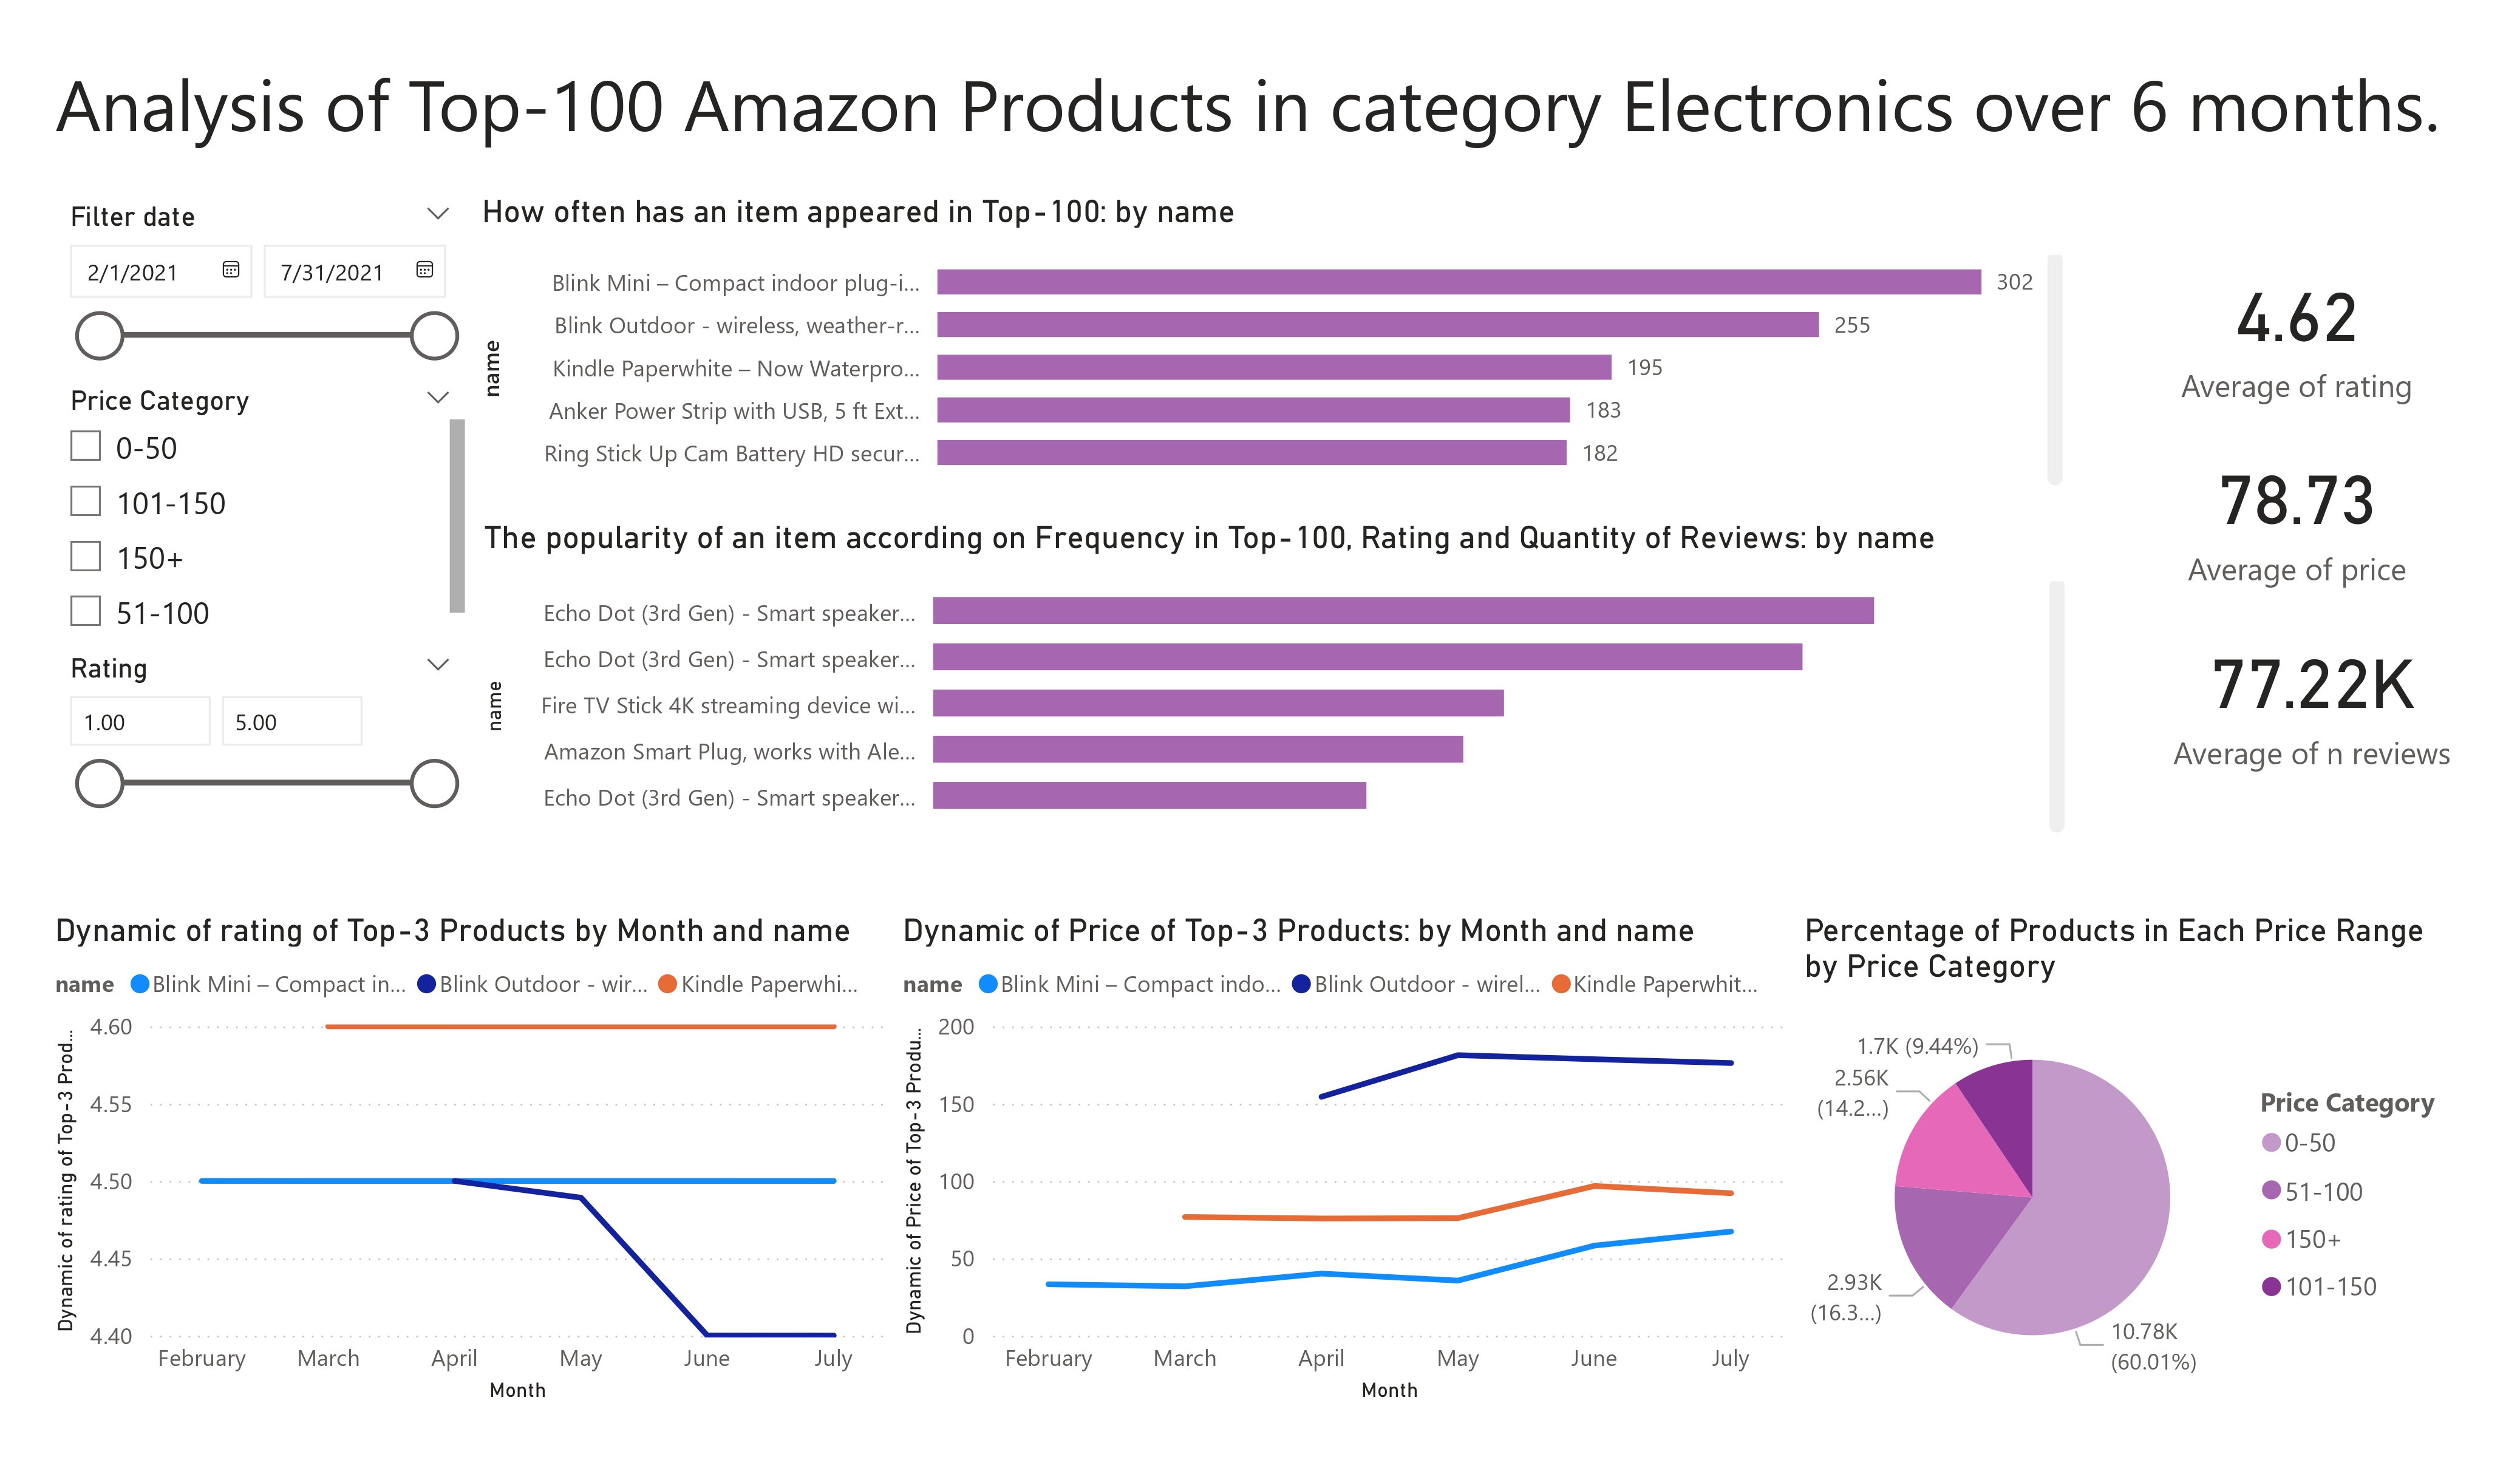 Analysis of Top-100 Amazon Products in category Electronics over 6 months.
Filter date
2/1/2021
7/31/2021
Price Category
0-50
101-150
150+
51-100
Rating
1.00
5.00
How often has an item appeared in Top-100: by name
name
Blink Mini – Compact indoor plug-i...
302
Blink Outdoor - wireless, weather-r...
255
Kindle Paperwhite – Now Waterpro...
195
Anker Power Strip with USB, 5 ft Ext...
183
Ring Stick Up Cam Battery HD secur...
182
The popularity of an item according on Frequency in Top-100, Rating and Quantity of Reviews: by name
name
Echo Dot (3rd Gen) - Smart speaker...
Echo Dot (3rd Gen) - Smart speaker...
Fire TV Stick 4K streaming device wi...
Amazon Smart Plug, works with Ale...
Echo Dot (3rd Gen) - Smart speaker...
4.62
Average of rating
78.73
Average of price
77.22K
Average of n reviews
Dynamic of rating of Top-3 Products by Month and name
name Blink Mini – Compact in... Blink Outdoor - wir... Kindle Paperwhi...
Dynamic of rating of Top-3 Prod...
4.60
4.55
4.50
4.45
4.40
February March April May June July
Month
Dynamic of Price of Top-3 Products: by Month and name
name Blink Mini – Compact indo... Blink Outdoor - wirel... Kindle Paperwhit...
Dynamic of Price of Top-3 Produ...
200
150
100
50
0
February March April May June July
Month
Percentage of Products in Each Price Range
by Price Category
1.7K (9.44%)
2.56K
(14.2...)
2.93K
(16.3...)
10.78K
(60.01%)
Price Category
0-50
51-100
150+
101-150